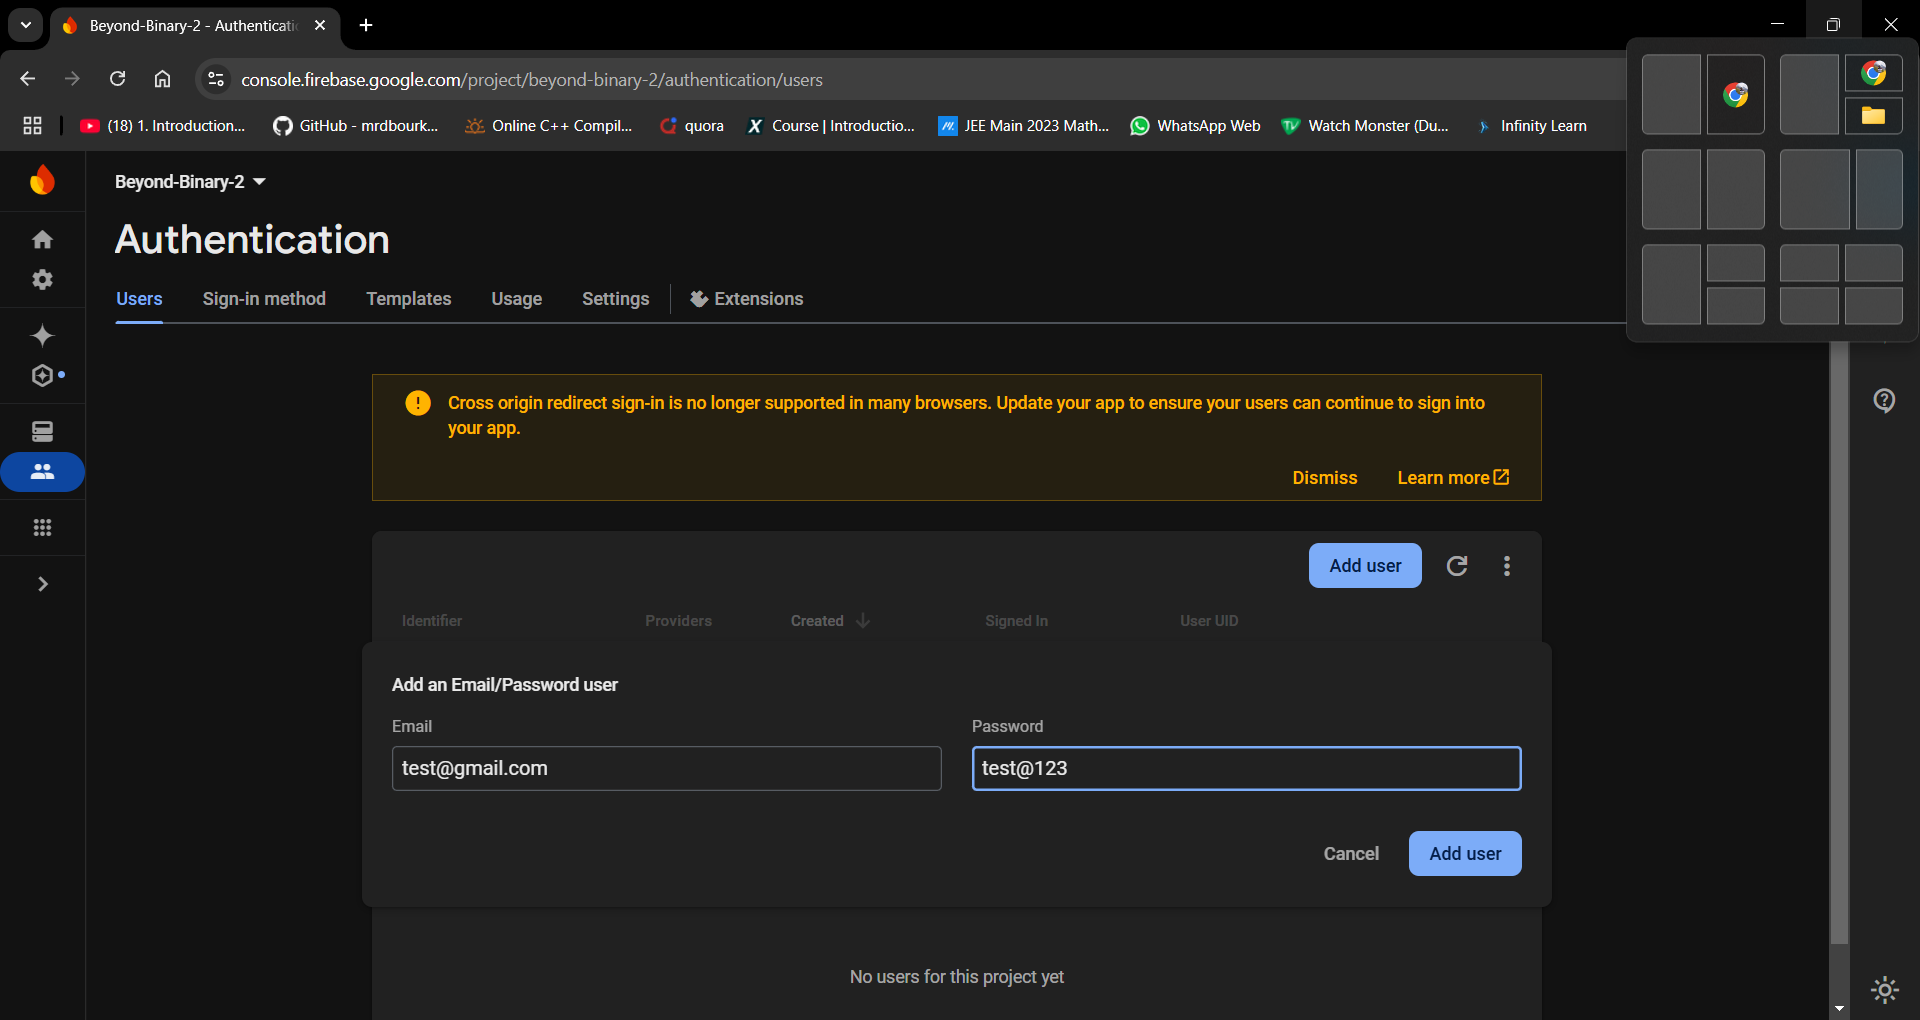 Beyond-Binary-2 - Authenticati
console.firebase.google.com/project/beyond-binary-2/authentication/users
(18) 1. Introduction...
GitHub - mrdbourk...
Online C++ Compil...
quora
Course | Introductio...
JEE Main 2023 Math...
WhatsApp Web
Watch Monster (Du...
Infinity Learn
Beyond-Binary-2
Authentication
Users
Sign-in method
Templates
Usage
Settings
Extensions
Cross origin redirect sign-in is no longer supported in many browsers. Update your app to ensure your users can continue to sign into
your app.
Dismiss
Learn more
Add user
Identifier
Providers
Created
Signed In
User UID
Add an Email/Password user
Email
Password
test@gmail.com
test@123
Cancel
Add user
No users for this project yet